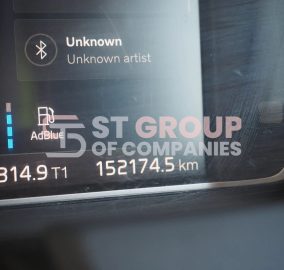 Unknown
Unknown artist
ST GROUP
OF COMPANIES
AdBlue
314.9 T1 152174.5 km